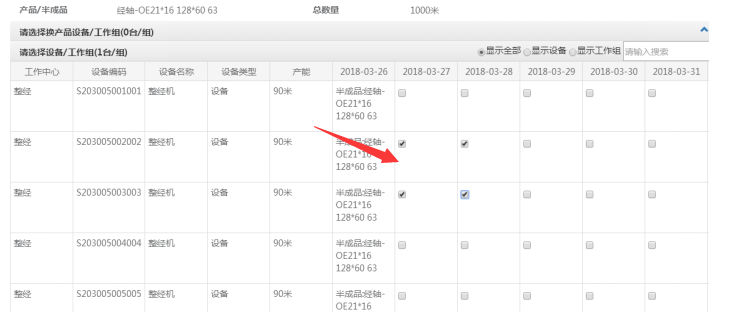 产品/半成品 经轴-OE21*16 128*60 63 总数量 1000米
请选择换产品设备/工作组(0台/组)
请选择设备/工作组(1台/组) 显示全部 显示设备 显示工作组 请输入搜索
工作中心 设备编码 设备名称 设备类型 产能 2018-03-26 2018-03-27 2018-03-28 2018-03-29 2018-03-30 2018-03-31
整经 S203005001001 整经机 设备 90米 半成品:经轴-
OE21*16
128*60 63
整经 S203005002002 整经机 设备 90米 半成品:经轴-
OE21*16
128*60 63
整经 S203005003003 整经机 设备 90米 半成品:经轴-
OE21*16
128*60 63
整经 S203005004004 整经机 设备 90米 半成品:经轴-
OE21*16
128*60 63
整经 S203005005005 整经机 设备 90米 半成品:经轴-
OE21*16